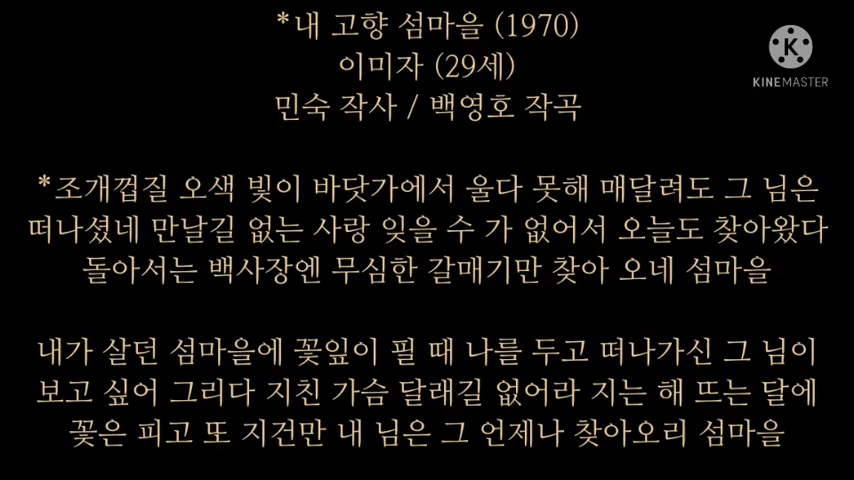 *내 고향 섬마을 (1970)
이미자 (29세)
민숙 작사 / 백영호 작곡
K
KINEMASTER
*조개껍질 오색 빛이 바닷가에서 울다 못해 매달려도 그 님은
떠나셨네 만날길 없는 사랑 잊을 수 가 없어서 오늘도 찾아왔다
돌아서는 백사장엔 무심한 갈매기만 찾아 오네 섬마을
내가 살던 섬마을에 꽃잎이 필 때 나를 두고 떠나가신 그 님이
보고 싶어 그리다 지친 가슴 달래길 없어라 지는 해 뜨는 달에
꽃은 피고 또 지건만 내 님은 그 언제나 찾아오리 섬마을